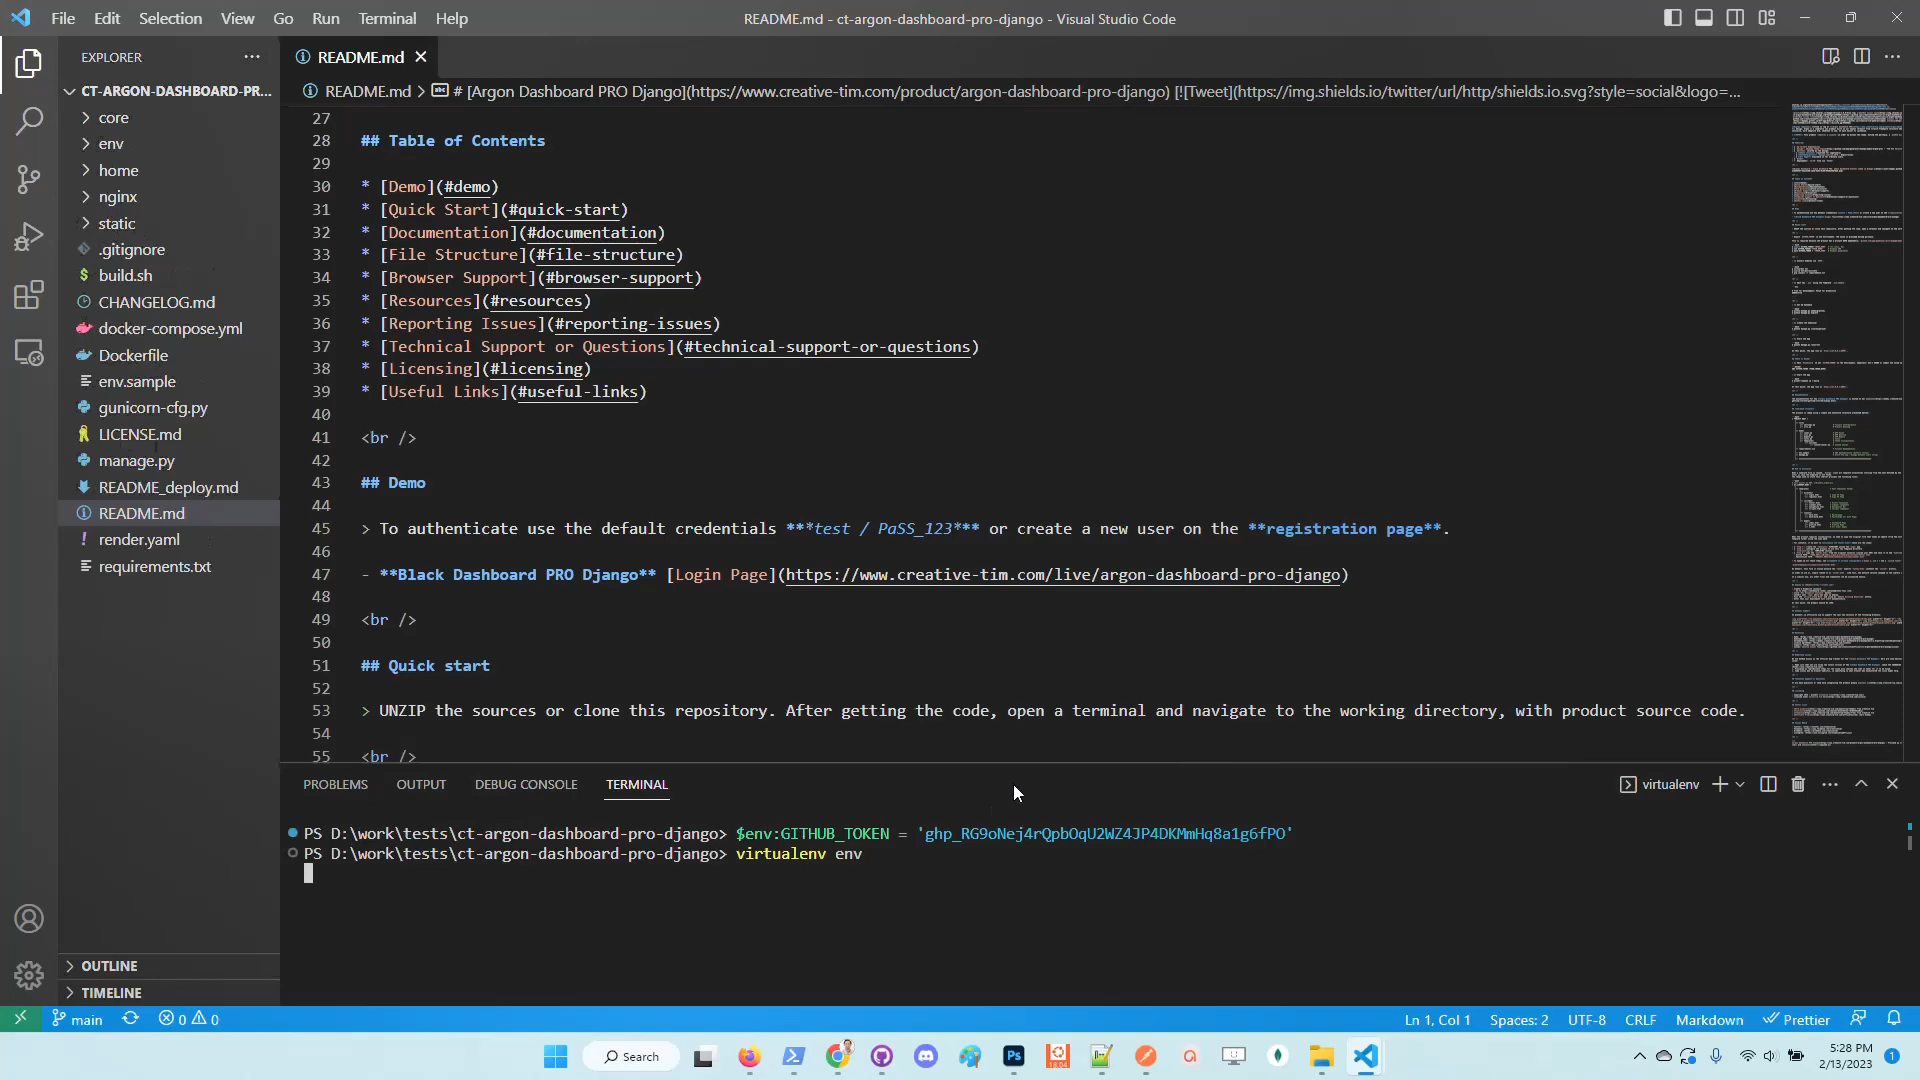 File Edit Selection View Go Run Terminal Help
README.md - ct-argon-dashboard-pro-django - Visual Studio Code
EXPLORER
README.md
CT-ARGON-DASHBOARD-PR...
README.md > # [Argon Dashboard PRO Django](https://www.creative-tim.com/product/argon-dashboard-pro-django) [![Tweet](https://img.shields.io/twitter/url/http/shields.io.svg?style=social&logo=...
core
env
home
nginx
static
.gitignore
build.sh
CHANGELOG.md
docker-compose.yml
Dockerfile
env.sample
gunicorn-cfg.py
LICENSE.md
manage.py
README_deploy.md
README.md
render.yaml
requirements.txt
OUTLINE
TIMELINE
27
28 ## Table of Contents
29
30 * [Demo](#demo)
31 * [Quick Start](#quick-start)
32 * [Documentation](#documentation)
33 * [File Structure](#file-structure)
34 * [Browser Support](#browser-support)
35 * [Resources](#resources)
36 * [Reporting Issues](#reporting-issues)
37 * [Technical Support or Questions](#technical-support-or-questions)
38 * [Licensing](#licensing)
39 * [Useful Links](#useful-links)
40
41 <br />
42
43 ## Demo
44
45 > To authenticate use the default credentials ***test / PaSS_123*** or create a new user on the **registration page**.
46
47 - **Black Dashboard PRO Django** [Login Page](https://www.creative-tim.com/live/argon-dashboard-pro-django)
48
49 <br />
50
51 ## Quick start
52
53 > UNZIP the sources or clone this repository. After getting the code, open a terminal and navigate to the working directory, with product source code.
54
55 <br />
PROBLEMS OUTPUT DEBUG CONSOLE TERMINAL
virtualenv
PS D:\work\tests\ct-argon-dashboard-pro-django> $env:GITHUB_TOKEN = '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'
PS D:\work\tests\ct-argon-dashboard-pro-django> virtualenv env
main 0 0
Ln 1, Col 1 Spaces: 2 UTF-8 CRLF Markdown Prettier
Search
Ps
18.04
5:28 PM
2/13/2023
1